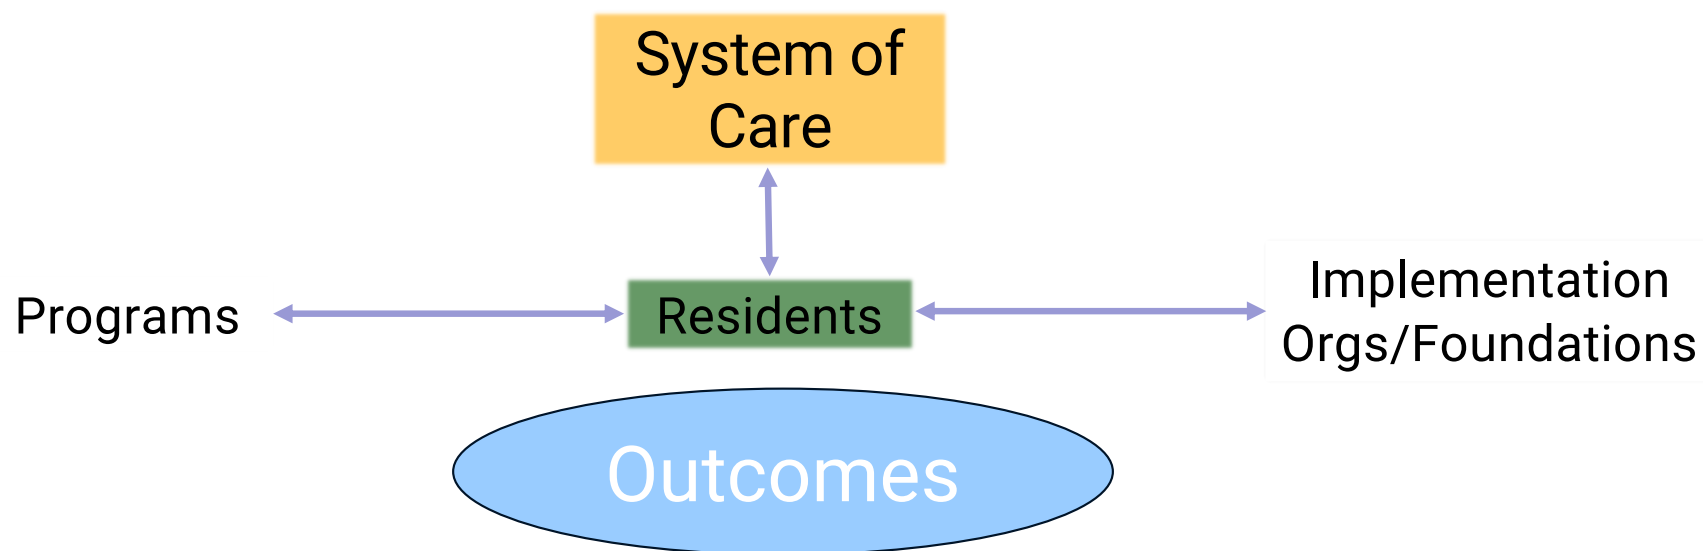 System of
Care
Programs
Residents
Implementation
Orgs/Foundations
Outcomes